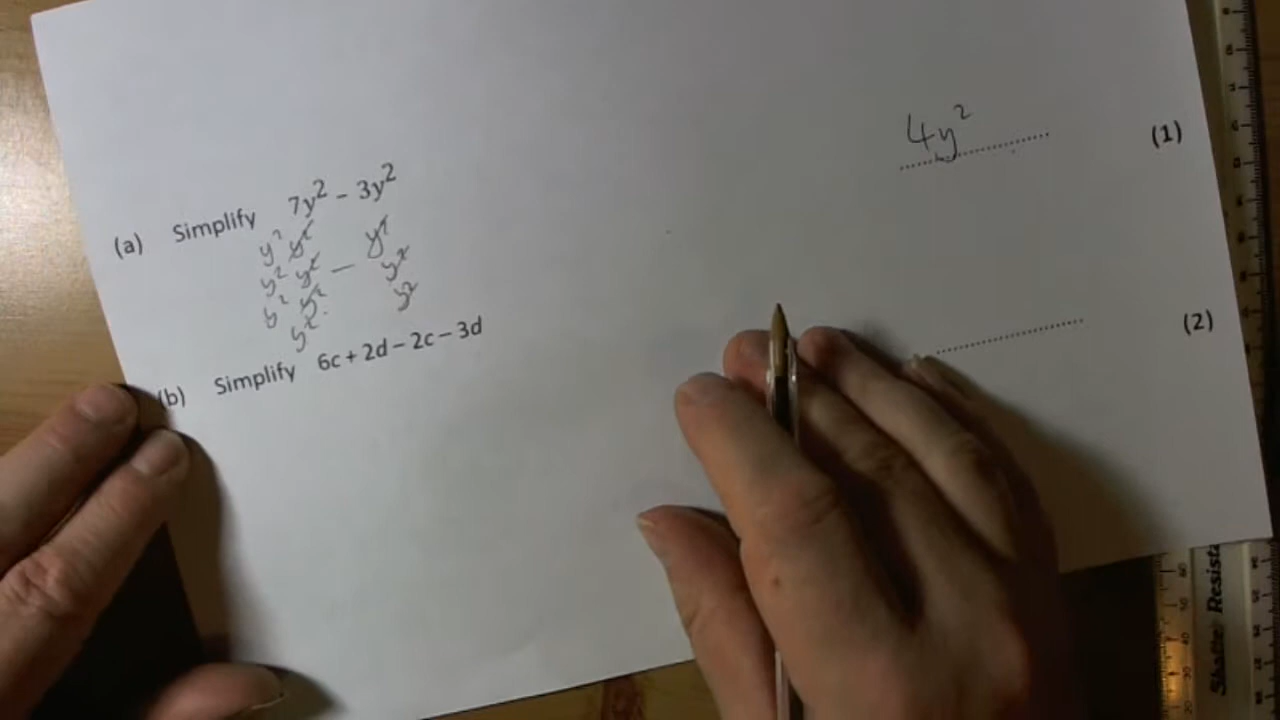 4y²
(1)
(a) Simplify 7y² – 3y²
y² y² y²
y² y² – y²
y² y² y²
y²
(b) Simplify 6c + 2d – 2c – 3d
(2)